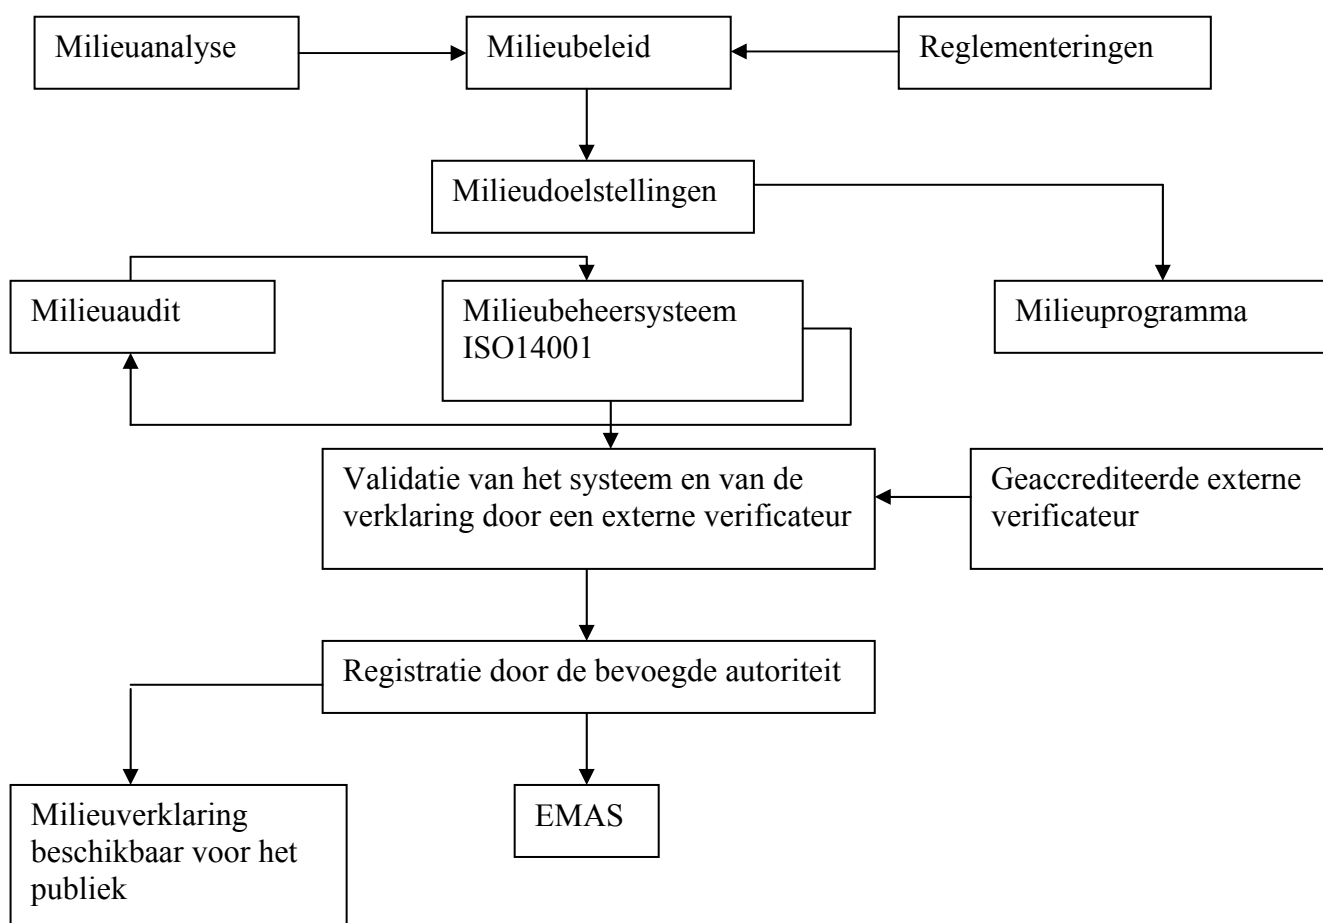 Milieuanalyse
Milieubeleid
Reglementeringen
Milieudoelstellingen
Milieuaudit
Milieubeheersysteem
ISO14001
Milieuprogramma
Validatie van het systeem en van de
verklaring door een externe verificateur
Geaccrediteerde externe
verificateur
Registratie door de bevoegde autoriteit
Milieuverklaring
beschikbaar voor het
publiek
EMAS